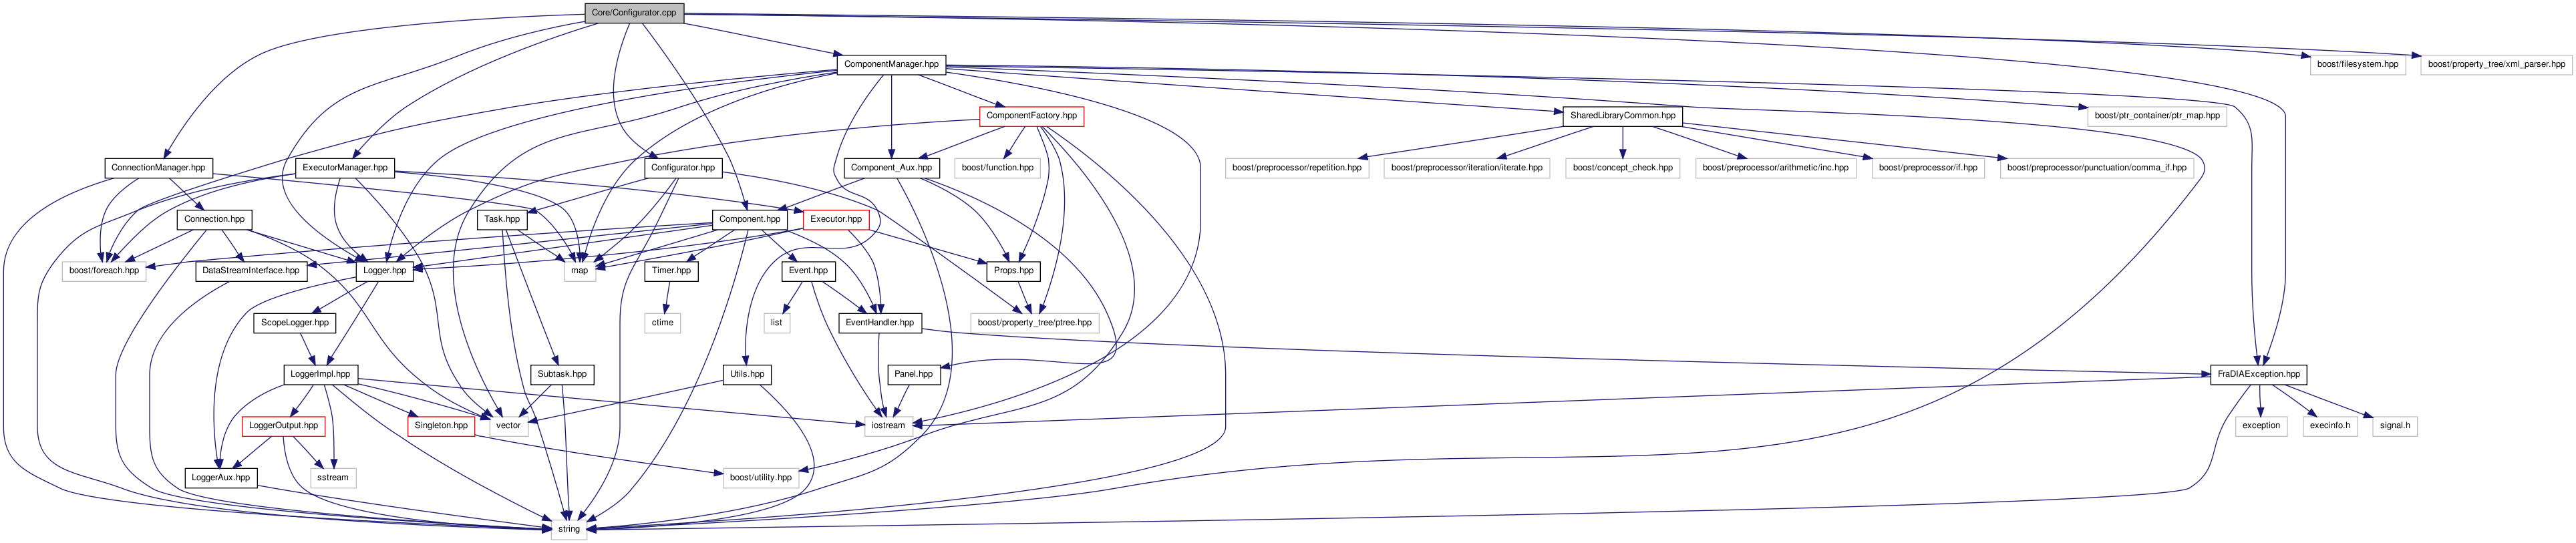 Core/Configurator.cpp
ComponentManager.hpp
boost/filesystem.hpp
boost/property_tree/xml_parser.hpp
ComponentFactory.hpp
SharedLibraryCommon.hpp
boost/ptr_container/ptr_map.hpp
ConnectionManager.hpp
ExecutorManager.hpp
Configurator.hpp
Component_Aux.hpp
boost/function.hpp
boost/preprocessor/repetition.hpp
boost/preprocessor/iteration/iterate.hpp
boost/concept_check.hpp
boost/preprocessor/arithmetic/inc.hpp
boost/preprocessor/if.hpp
boost/preprocessor/punctuation/comma_if.hpp
Connection.hpp
Task.hpp
Component.hpp
Executor.hpp
boost/foreach.hpp
DataStreamInterface.hpp
Logger.hpp
map
Timer.hpp
Event.hpp
Props.hpp
ScopeLogger.hpp
ctime
list
EventHandler.hpp
boost/property_tree/ptree.hpp
LoggerImpl.hpp
Subtask.hpp
Utils.hpp
Panel.hpp
FraDIAException.hpp
LoggerOutput.hpp
Singleton.hpp
vector
iostream
exception
execinfo.h
signal.h
LoggerAux.hpp
sstream
boost/utility.hpp
string